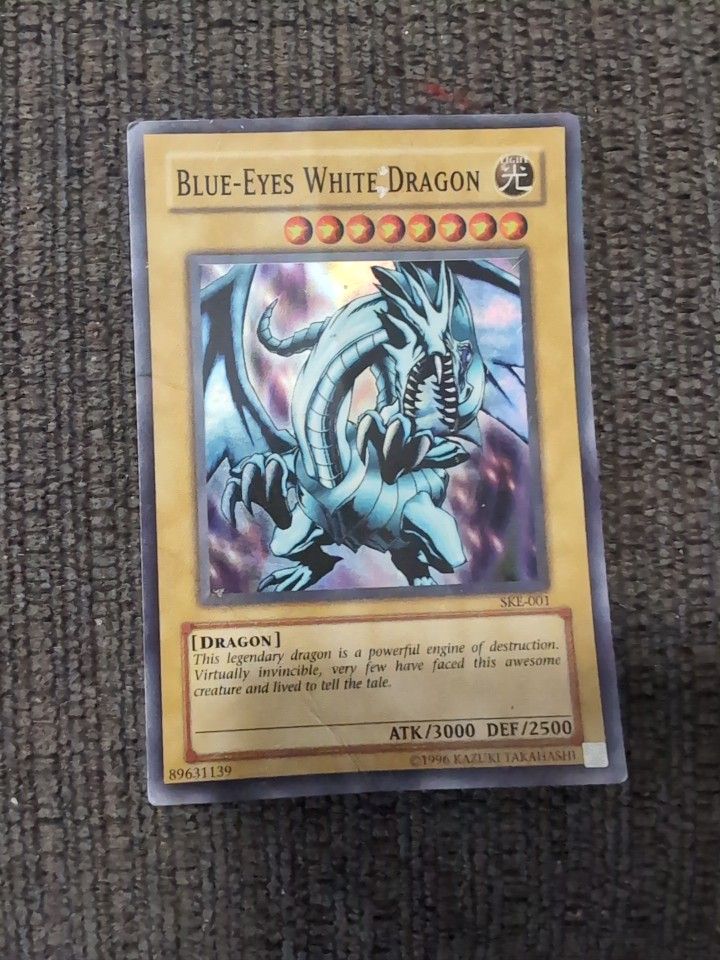 BLUE-EYES WHITE DRAGON
LIGHT
光
SKE-001
[DRAGON]
This legendary dragon is a powerful engine of destruction.
Virtually invincible, very few have faced this awesome
creature and lived to tell the tale.
ATK/3000 DEF/2500
89631139
©1996 KAZUKI TAKAHASHI